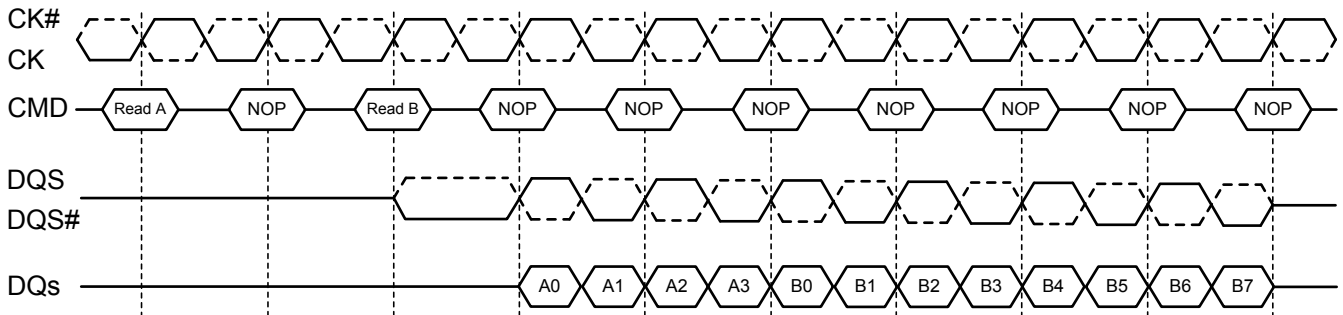 CK#
CK
CMD Read A NOP Read B NOP NOP NOP NOP NOP NOP NOP
DQS
DQS#
DQs A0 A1 A2 A3 B0 B1 B2 B3 B4 B5 B6 B7